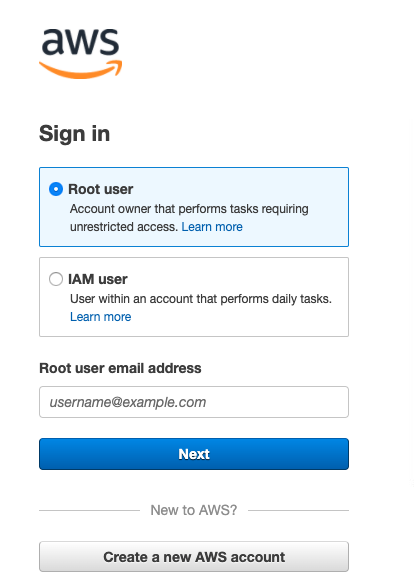 aws
Sign in
Root user
Account owner that performs tasks requiring
unrestricted access. Learn more
IAM user
User within an account that performs daily tasks.
Learn more
Root user email address
username@example.com
Next
New to AWS?
Create a new AWS account